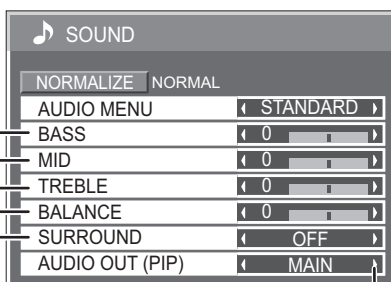 SOUND
NORMALIZE NORMAL
AUDIO MENU STANDARD
BASS 0
MID 0
TREBLE 0
BALANCE 0
SURROUND OFF
AUDIO OUT (PIP) MAIN